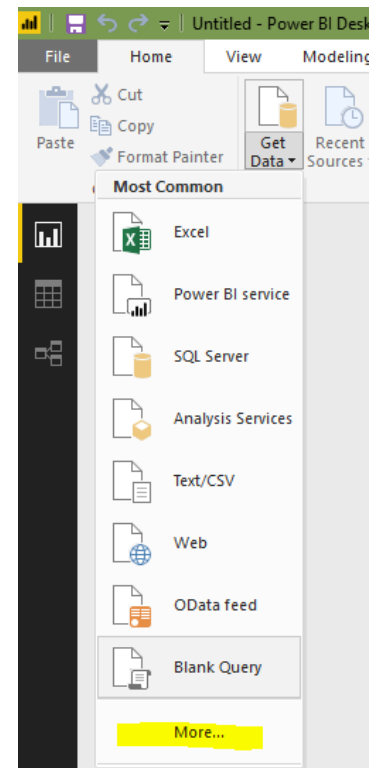 Untitled - Power BI Desk
File Home View Modeling
Cut
Copy
Format Painter
Paste
Get Data
Recent Sources
Most Common
Excel
Power BI service
SQL Server
Analysis Services
Text/CSV
Web
OData feed
Blank Query
More...